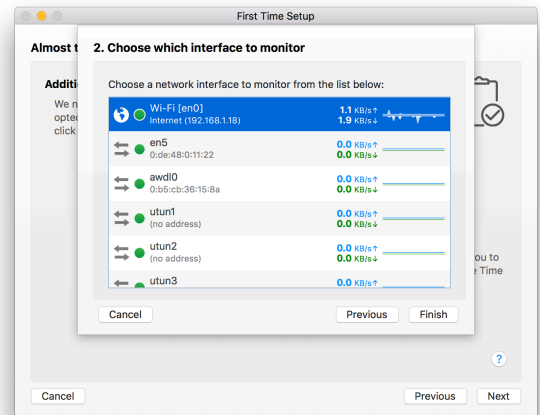 First Time Setup
Almost t
2. Choose which interface to monitor
Additi
Choose a network interface to monitor from the list below:
We n
opted
click
Wi-Fi [en0]
Internet (192.168.1.18)
1.1 KB/s↑
1.9 KB/s↓
en5
0:de:48:0:11:22
0.0 KB/s↑
0.0 KB/s↓
awdl0
0:b5:cb:36:15:8a
0.0 KB/s↑
0.0 KB/s↓
utun1
(no address)
0.0 KB/s↑
0.0 KB/s↓
utun2
(no address)
0.0 KB/s↑
0.0 KB/s↓
utun3
0.0 KB/s↑
ou to
Time
Cancel
Previous
Finish
?
Cancel
Previous
Next